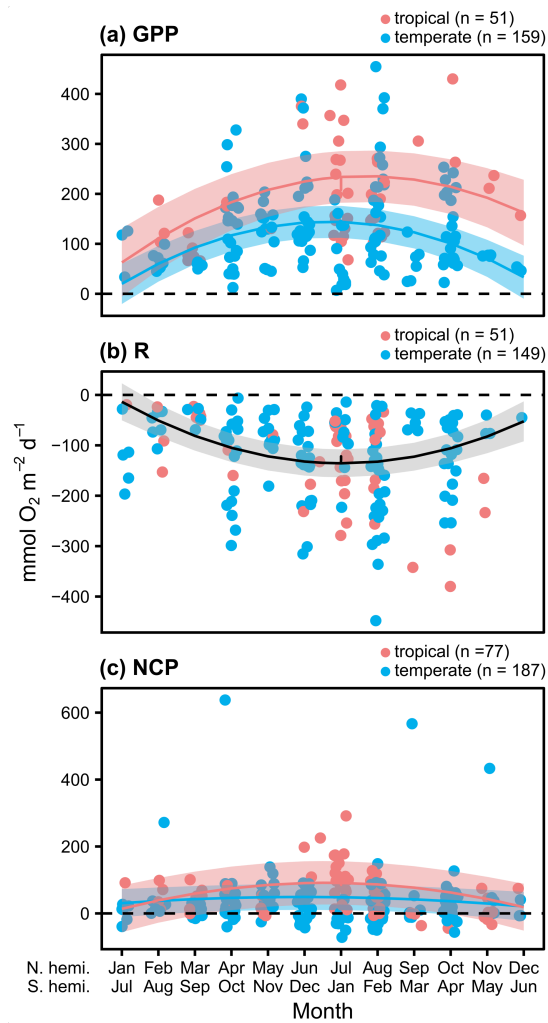 tropical (n = 51)
(a) GPP
temperate (n = 159)
400
300
200
100
0
tropical (n = 51)
(b) R
temperate (n = 149)
0
−100
−200
−300
−400
mmol O₂ m⁻² d⁻¹
tropical (n =77)
(c) NCP
temperate (n = 187)
600
400
200
0
N. hemi. Jan Feb Mar Apr May Jun Jul Aug Sep Oct Nov Dec
S. hemi. Jul Aug Sep Oct Nov Dec Jan Feb Mar Apr May Jun
Month